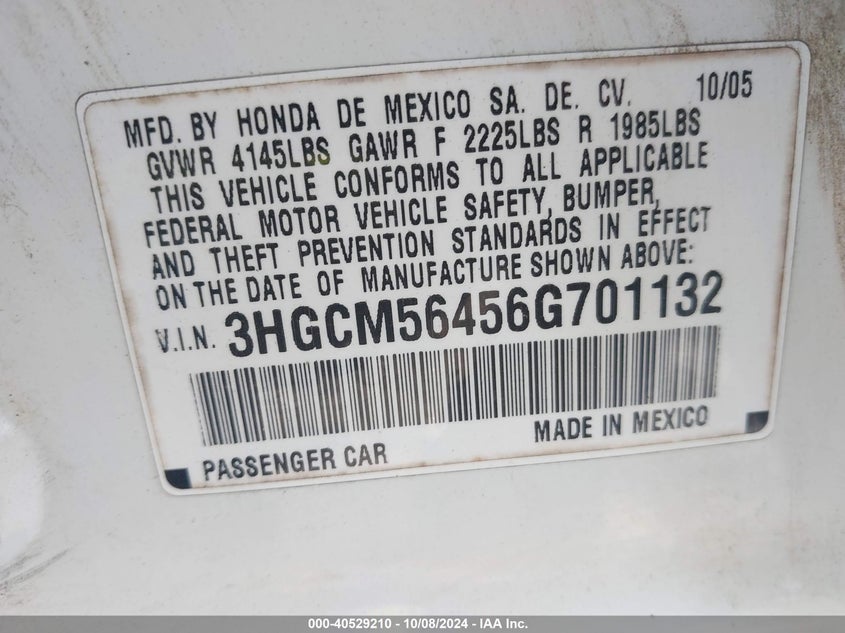 MFD. BY HONDA DE MEXICO SA. DE. CV. 10/05
GVWR 4145LBS GAWR F 2225LBS R 1985LBS
THIS VEHICLE CONFORMS TO ALL APPLICABLE
FEDERAL MOTOR VEHICLE SAFETY, BUMPER,
AND THEFT PREVENTION STANDARDS IN EFFECT
ON THE DATE OF MANUFACTURE SHOWN ABOVE:
V.I.N. 3HGCM56456G701132
PASSENGER CAR MADE IN MEXICO
000-40529210 - 10/08/2024 - IAA Inc.